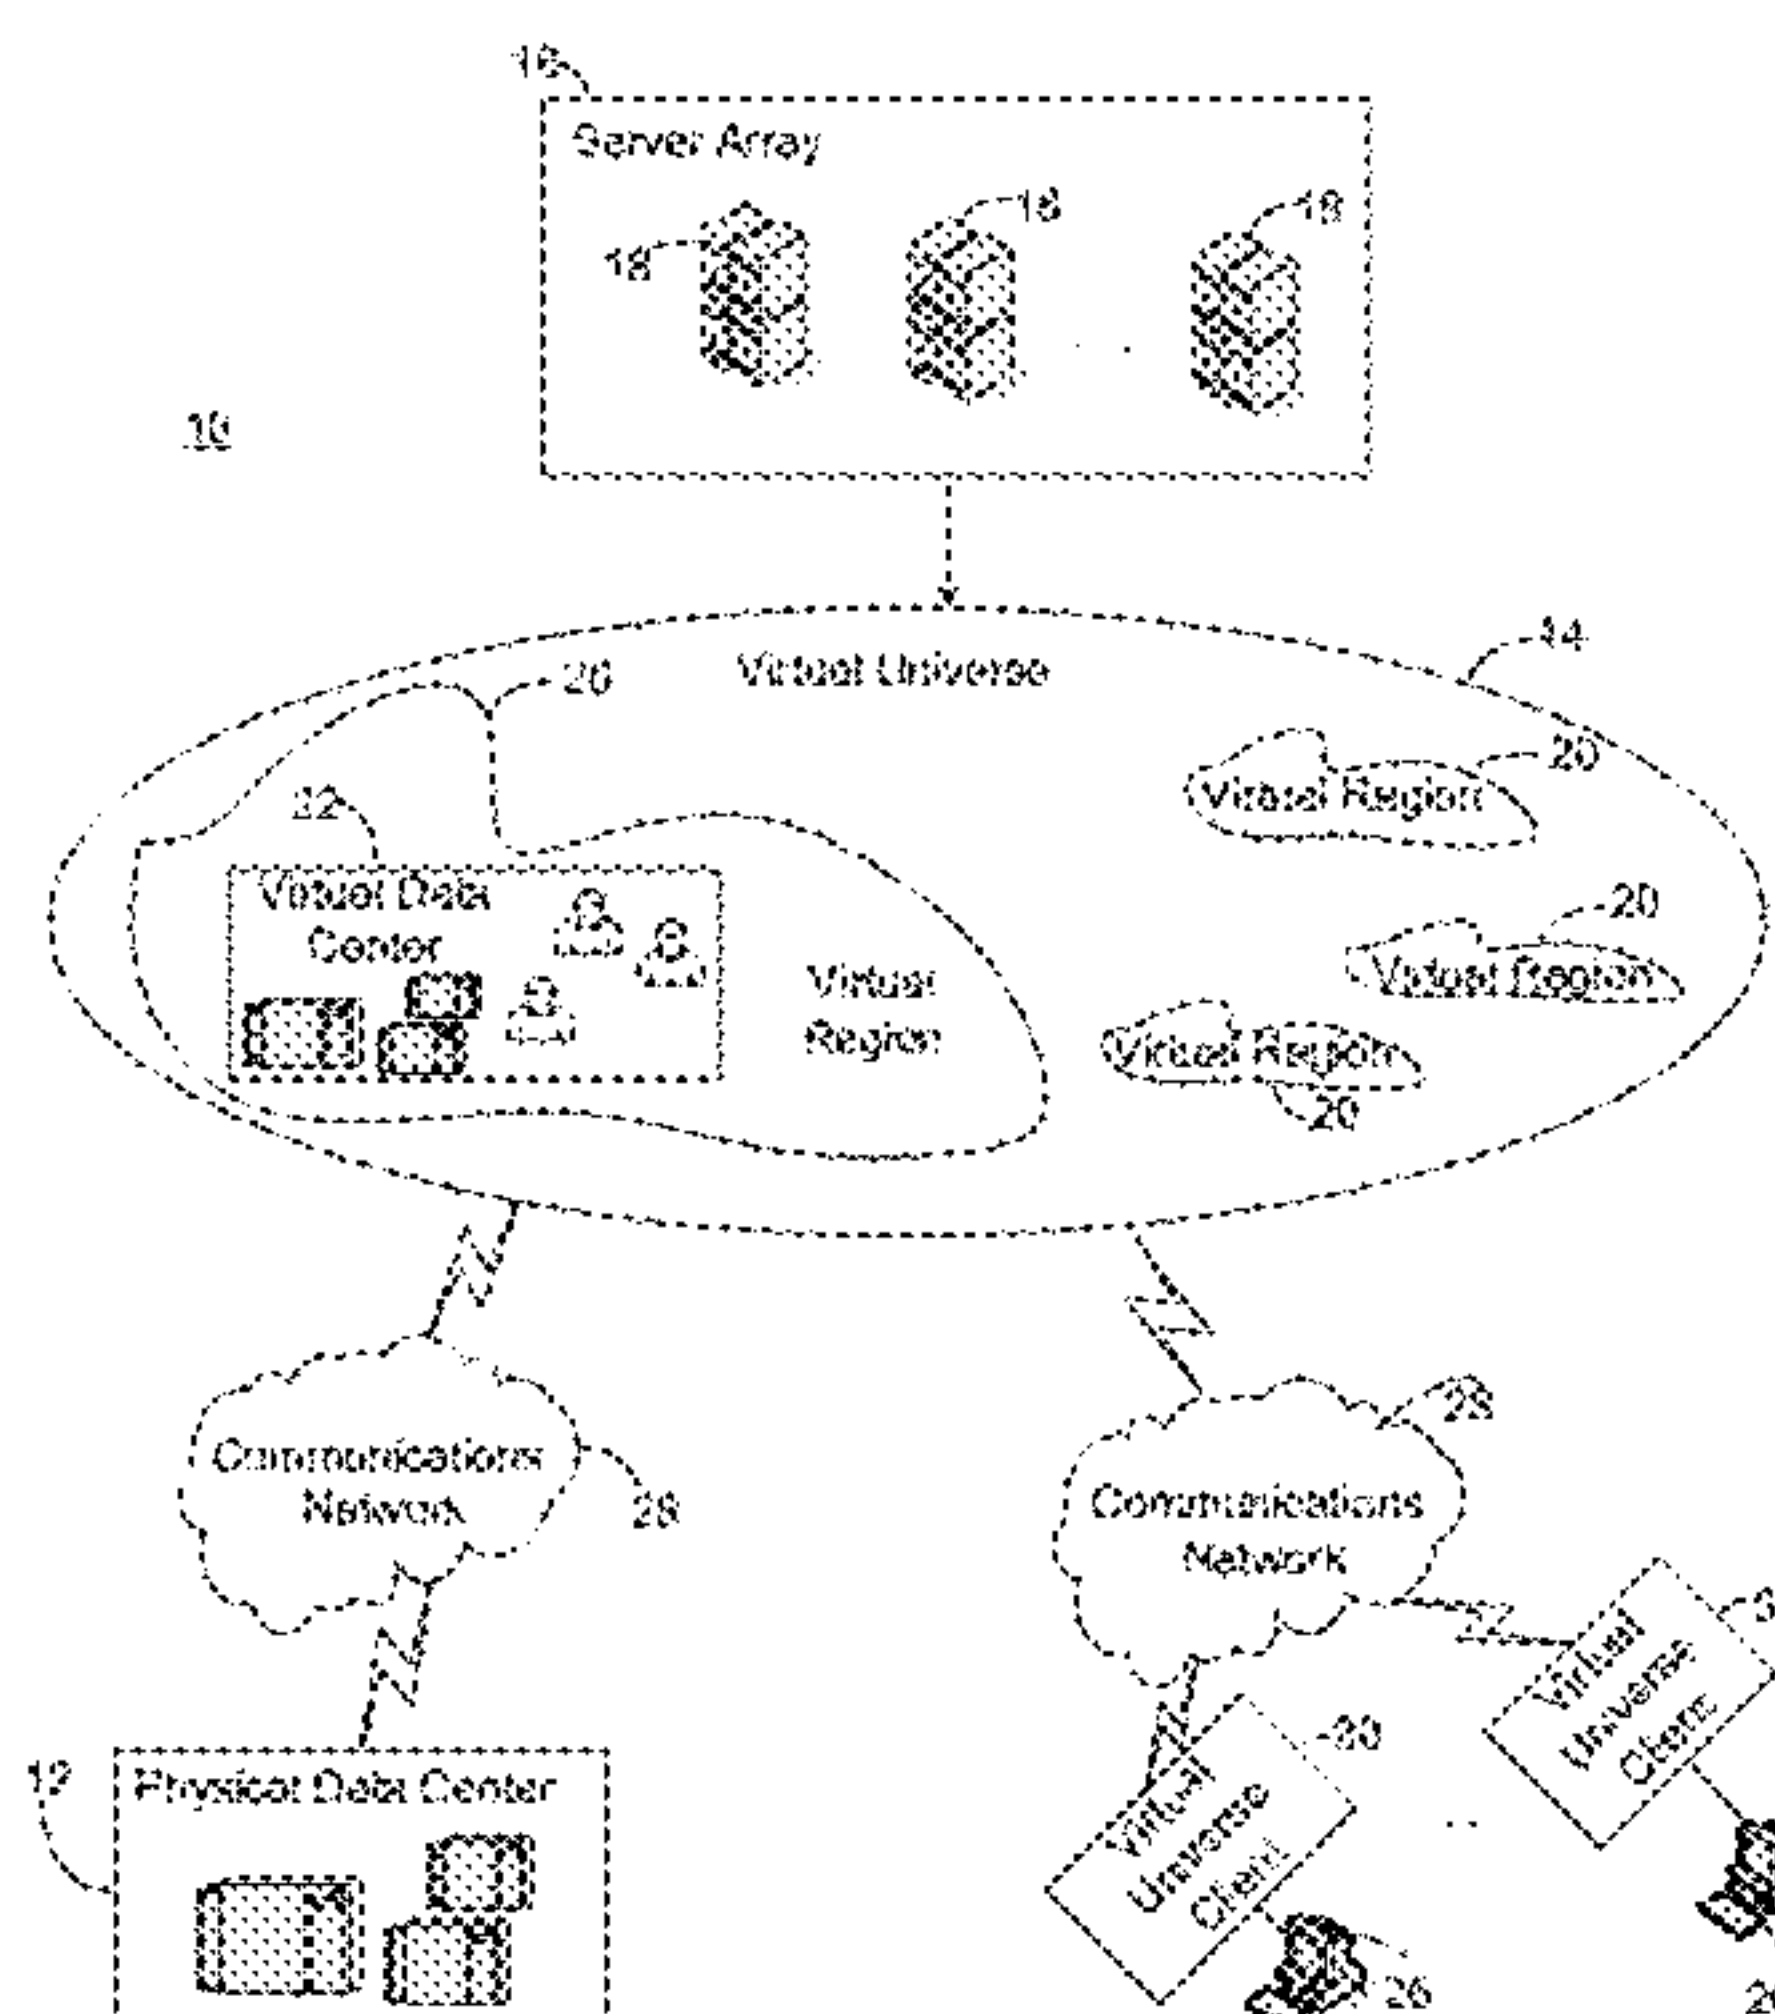 16
Server Array
18
18
18
10
Virtual Universe
14
20
20
22
Virtual Data
Center
Virtual
Region
Virtual Region
20
Virtual Region
Virtual Region
20
Communications
Network
28
28
Communications
Network
Virtual
Universe
Client
12
Physical Data Center
30
Virtual
Universe
Client
26